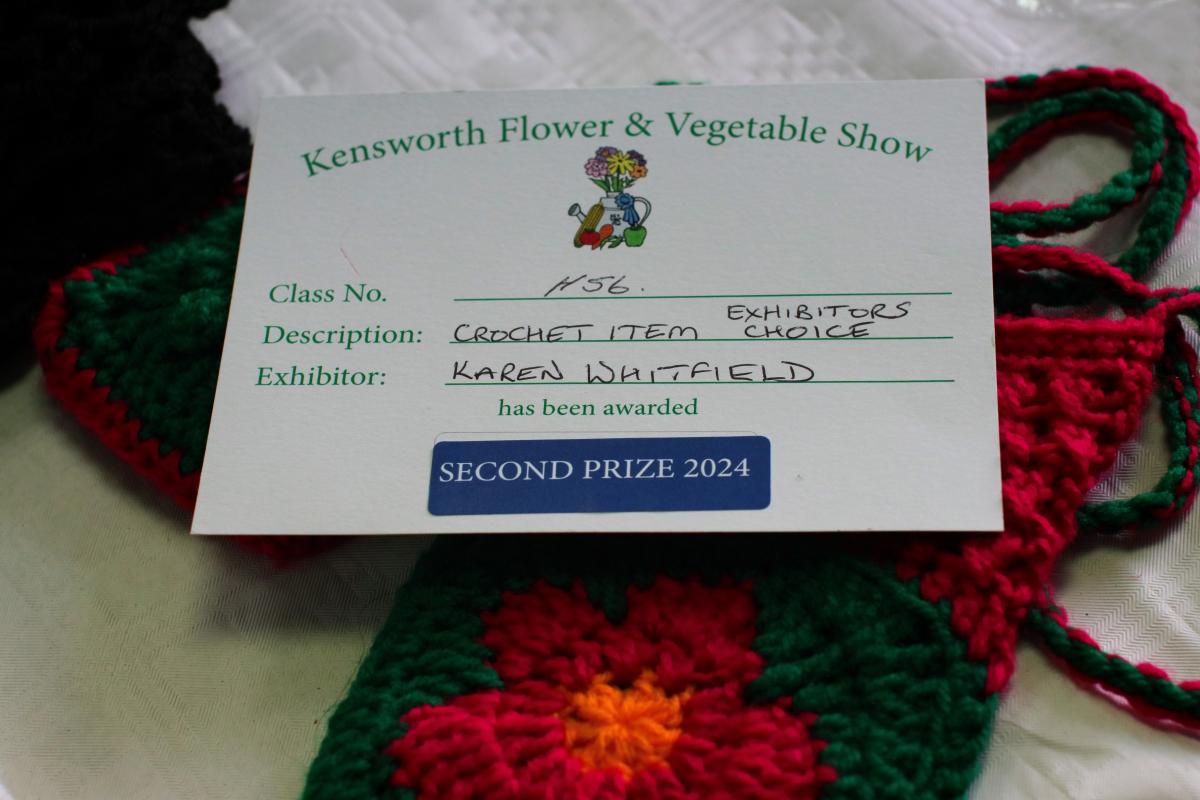 Kensworth Flower & Vegetable Show
Class No. H56.
Description: CROCHET ITEM EXHIBITORS CHOICE
Exhibitor: KAREN WHITFIELD
has been awarded
SECOND PRIZE 2024